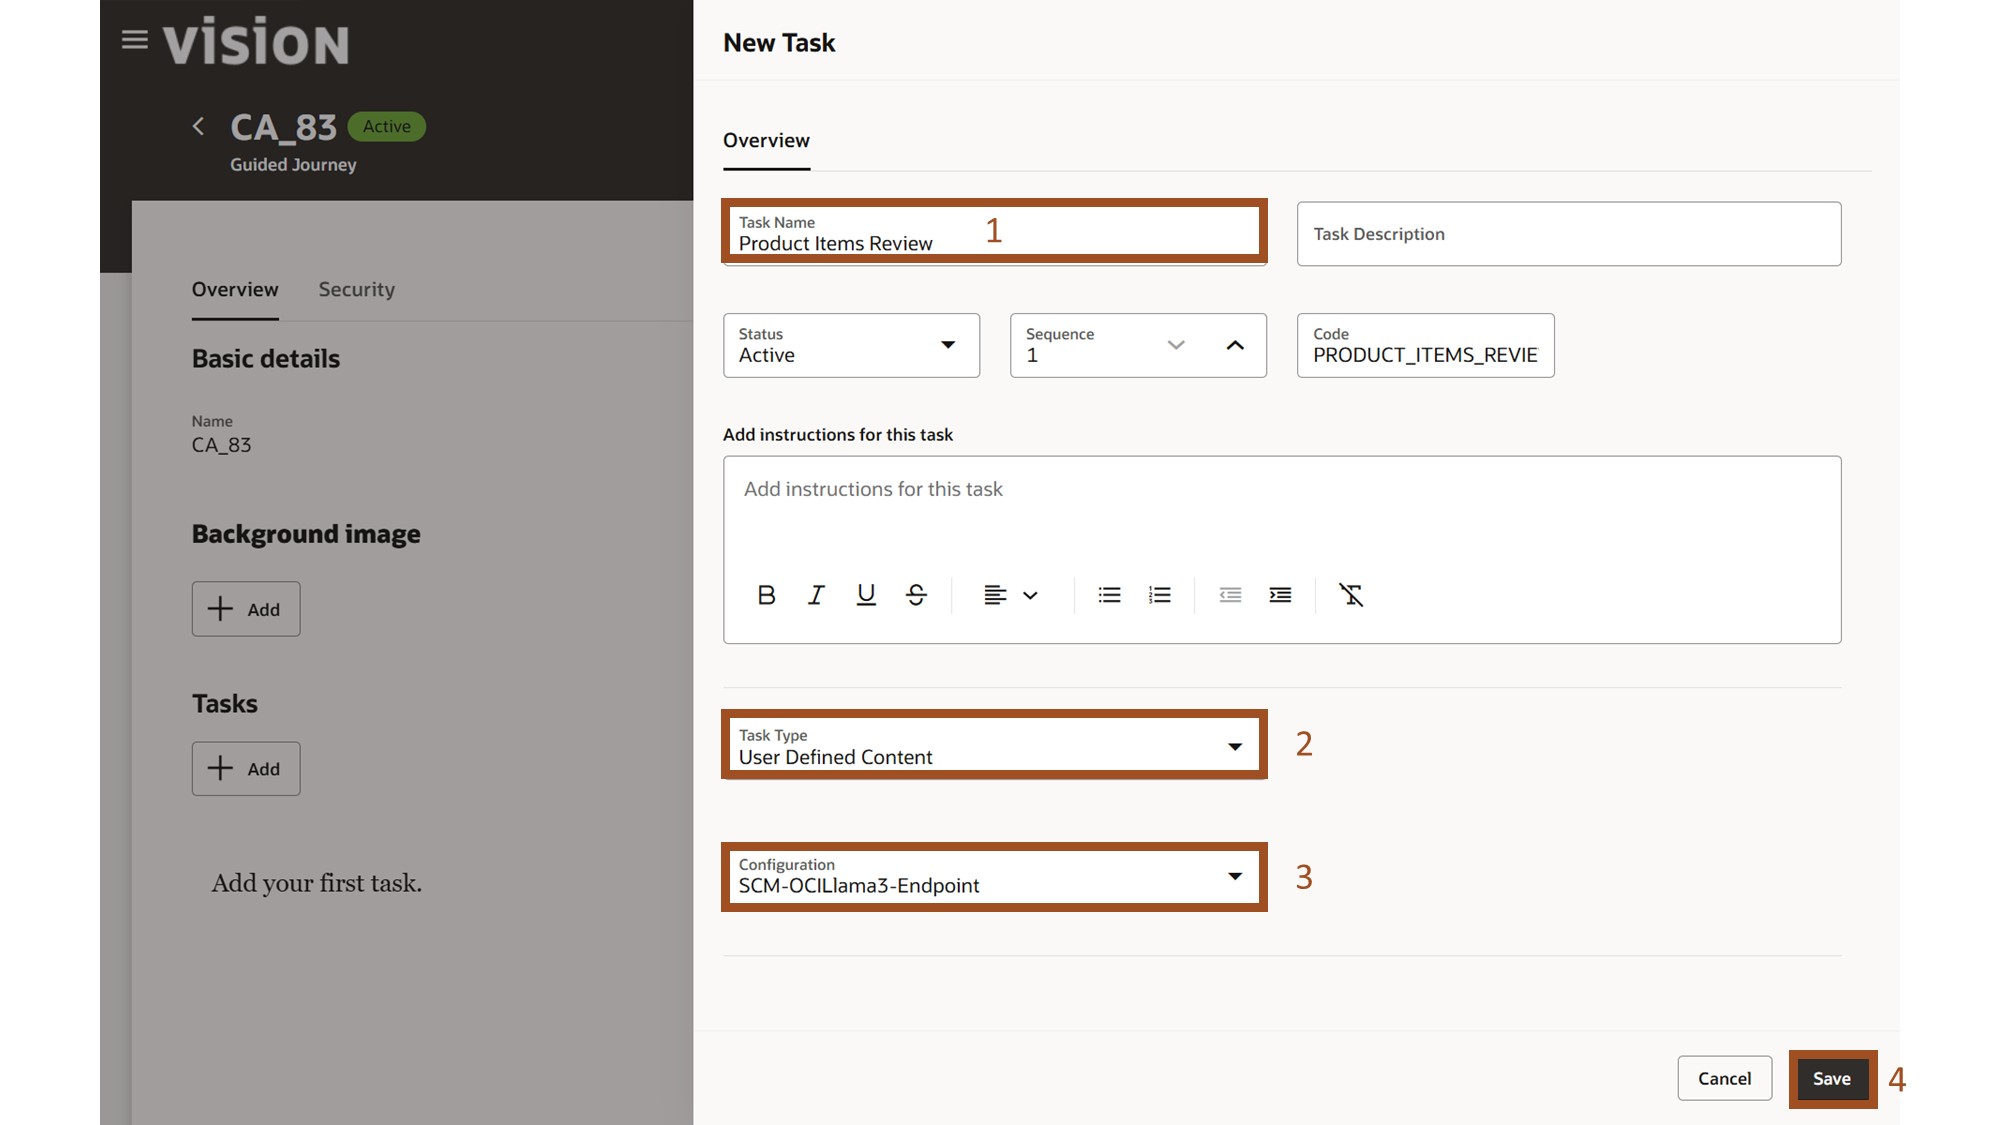 vision
CA_83 Active
Guided Journey
Overview Security
Basic details
Name
CA_83
Background image
Add
Tasks
Add
Add your first task.
New Task
Overview
Task Name
Product Items Review
1
Task Description
Status
Active
Sequence
1
Code
PRODUCT_ITEMS_REVIE
Add instructions for this task
Add instructions for this task
Task Type
User Defined Content
2
Configuration
SCM-OCILlama3-Endpoint
3
Cancel Save 4